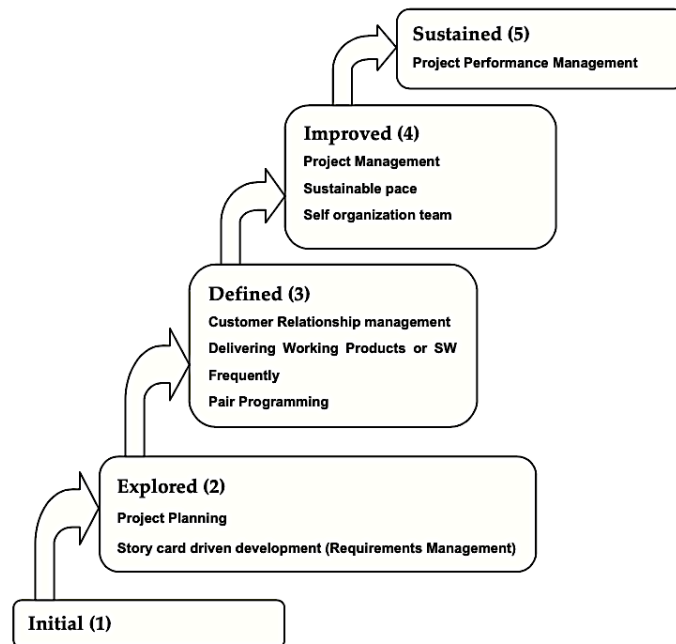 Sustained (5)
Project Performance Management
Improved (4)
Project Management
Sustainable pace
Self organization team
Defined (3)
Customer Relationship management
Delivering Working Products or SW
Frequently
Pair Programming
Explored (2)
Project Planning
Story card driven development (Requirements Management)
Initial (1)